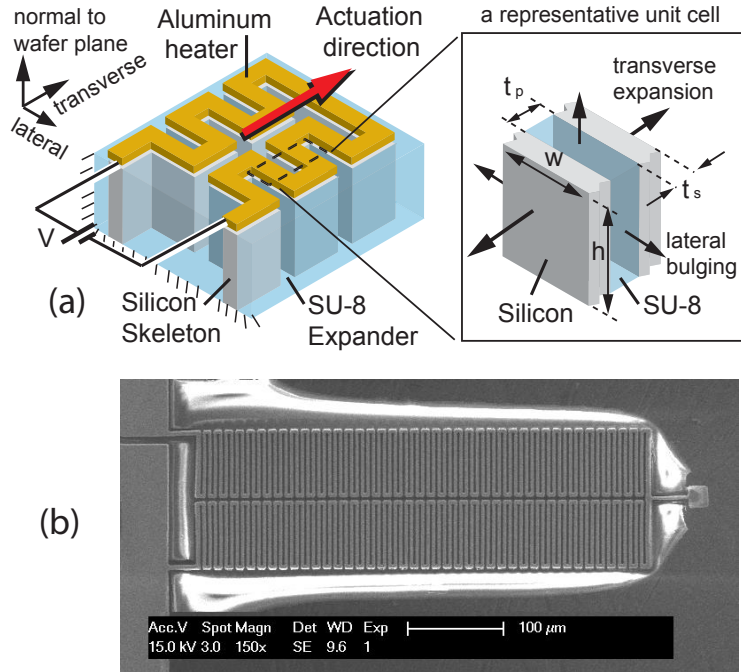 normal to
wafer plane
transverse
lateral
Aluminum
heater
Actuation
direction
V
(a)
Silicon
Skeleton
SU-8
Expander
a representative unit cell
t p
transverse
expansion
w
t s
h
lateral
bulging
Silicon
SU-8
(b)
Acc.V Spot Magn Det WD Exp
15.0 kV 3.0 150x SE 9.6 1
100 µm